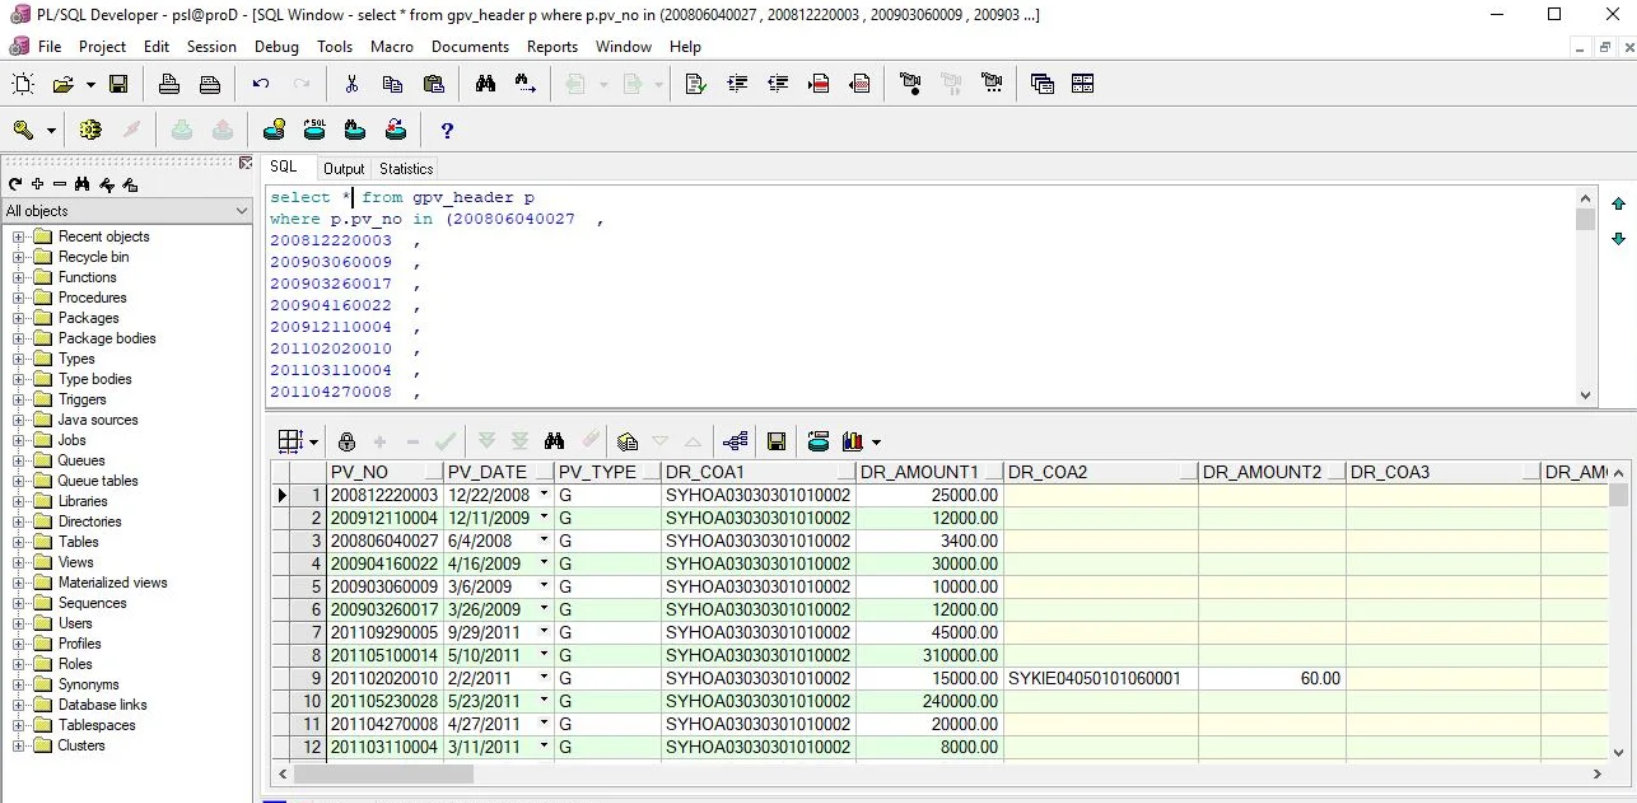 PL/SQL Developer - psl@proD - [SQL Window - select * from gpv_header p where p.pv_no in (200806040027 , 200812220003 , 200903060009 , 200903 ...]
File Project Edit Session Debug Tools Macro Documents Reports Window Help
SQL
?
SQL Output Statistics
All objects
Recent objects
Recycle bin
Functions
Procedures
Packages
Package bodies
Types
Type bodies
Triggers
Java sources
Jobs
Queues
Queue tables
Libraries
Directories
Tables
Views
Materialized views
Sequences
Users
Profiles
Roles
Synonyms
Database links
Tablespaces
Clusters
select * from gpv_header p
where p.pv_no in (200806040027 ,
200812220003 ,
200903060009 ,
200903260017 ,
200904160022 ,
200912110004 ,
201102020010 ,
201103110004 ,
201104270008 ,
PV_NO PV_DATE PV_TYPE DR_COA1 DR_AMOUNT1 DR_COA2 DR_AMOUNT2 DR_COA3
1 200812220003 12/22/2008 G SYHOA03030301010002 25000.00
2 200912110004 12/11/2009 G SYHOA03030301010002 12000.00
3 200806040027 6/4/2008 G SYHOA03030301010002 3400.00
4 200904160022 4/16/2009 G SYHOA03030301010002 30000.00
5 200903060009 3/6/2009 G SYHOA03030301010002 10000.00
6 200903260017 3/26/2009 G SYHOA03030301010002 12000.00
7 201109290005 9/29/2011 G SYHOA03030301010002 45000.00
8 201105100014 5/10/2011 G SYHOA03030301010002 310000.00
9 201102020010 2/2/2011 G SYHOA03030301010002 15000.00 SYKIE04050101060001 60.00
10 201105230028 5/23/2011 G SYHOA03030301010002 240000.00
11 201104270008 4/27/2011 G SYHOA03030301010002 20000.00
12 201103110004 3/11/2011 G SYHOA03030301010002 8000.00